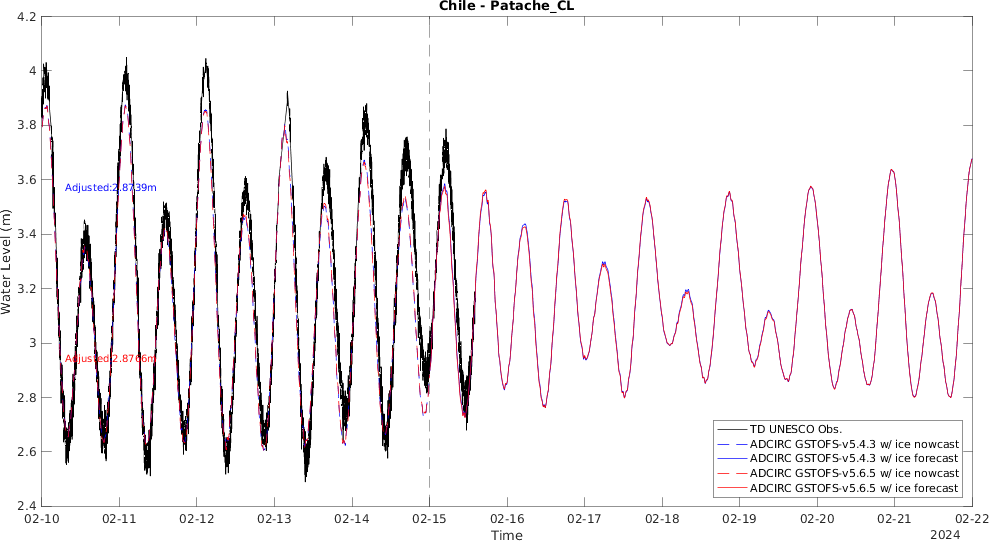 Chile - Patache_CL
4.2
4
3.8
3.6
3.4
3.2
3
2.8
2.6
2.4
Water Level (m)
Adjusted:2.8739m
Adjusted:2.8766m
TD UNESCO Obs.
ADCIRC GSTOFS-v5.4.3 w/ ice nowcast
ADCIRC GSTOFS-v5.4.3 w/ ice forecast
ADCIRC GSTOFS-v5.6.5 w/ ice nowcast
ADCIRC GSTOFS-v5.6.5 w/ ice forecast
02-10 02-11 02-12 02-13 02-14 02-15 02-16 02-17 02-18 02-19 02-20 02-21 02-22
Time
2024